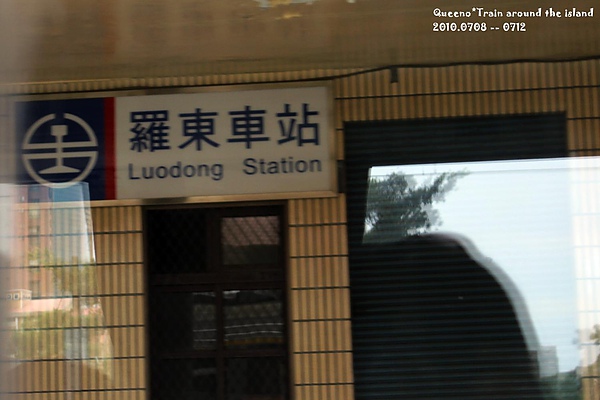 Queeno*Train around the island
2010.0708 -- 0712
羅東車站
Luodong Station